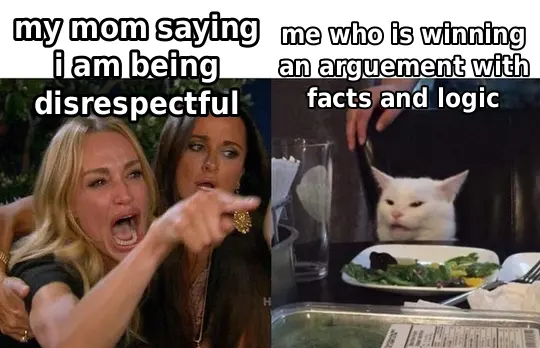 my mom saying
i am being
disrespectful
me who is winning
an arguement with
facts and logic